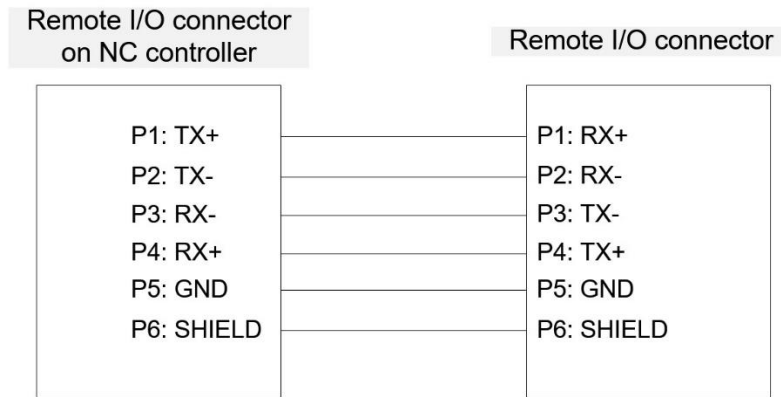 Remote I/O connector
on NC controller
Remote I/O connector
P1: TX+
P2: TX-
P3: RX-
P4: RX+
P5: GND
P6: SHIELD
P1: RX+
P2: RX-
P3: TX-
P4: TX+
P5: GND
P6: SHIELD